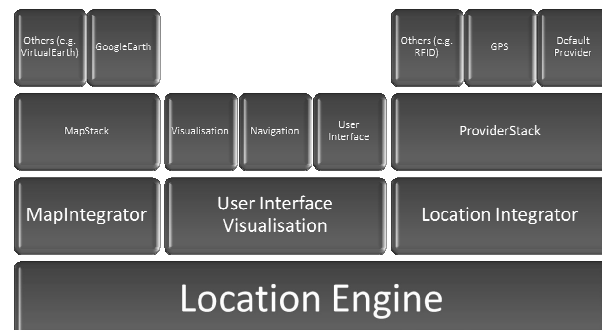 Others (e.g.
VirtualEarth)
GoogleEarth
Others (e.g.
RFID)
GPS
Default
Provider
MapStack
Visualisation
Navigation
User
Interface
ProviderStack
MapIntegrator
User Interface
Visualisation
Location Integrator
Location Engine